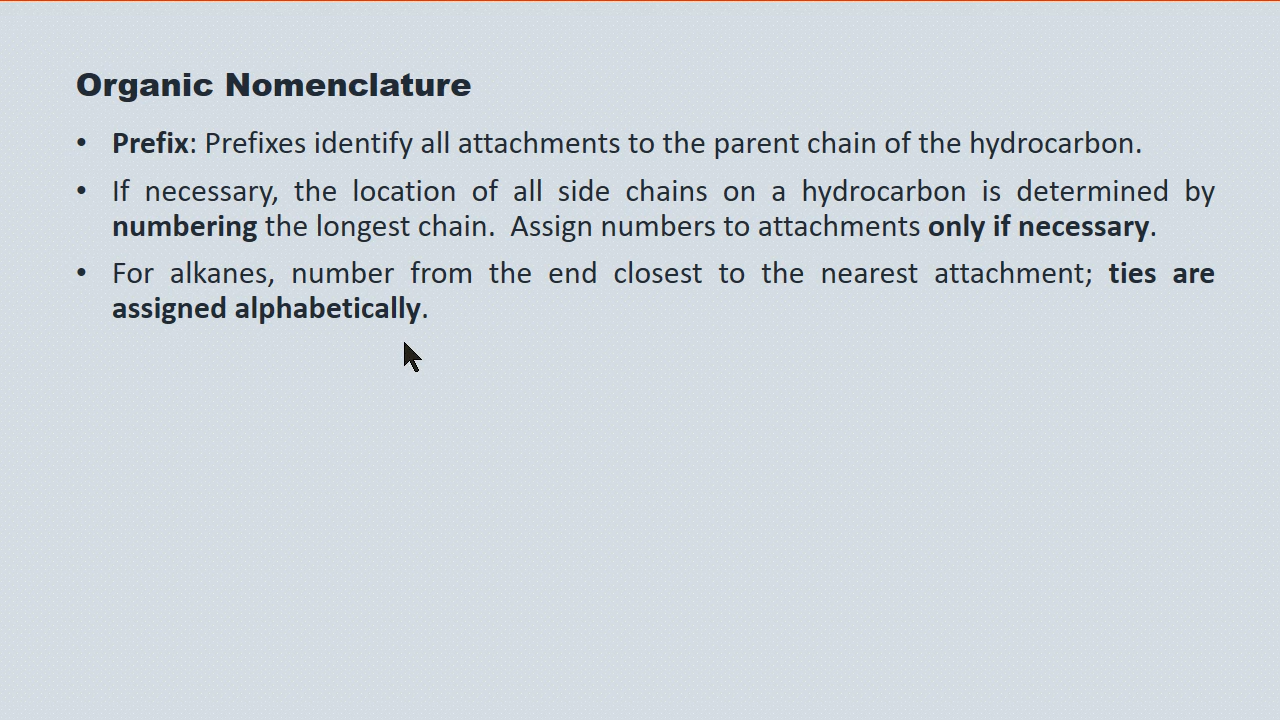 Organic Nomenclature
• Prefix: Prefixes identify all attachments to the parent chain of the hydrocarbon.
• If necessary, the location of all side chains on a hydrocarbon is determined by
numbering the longest chain.  Assign numbers to attachments only if necessary.
• For alkanes, number from the end closest to the nearest attachment; ties are
assigned alphabetically.